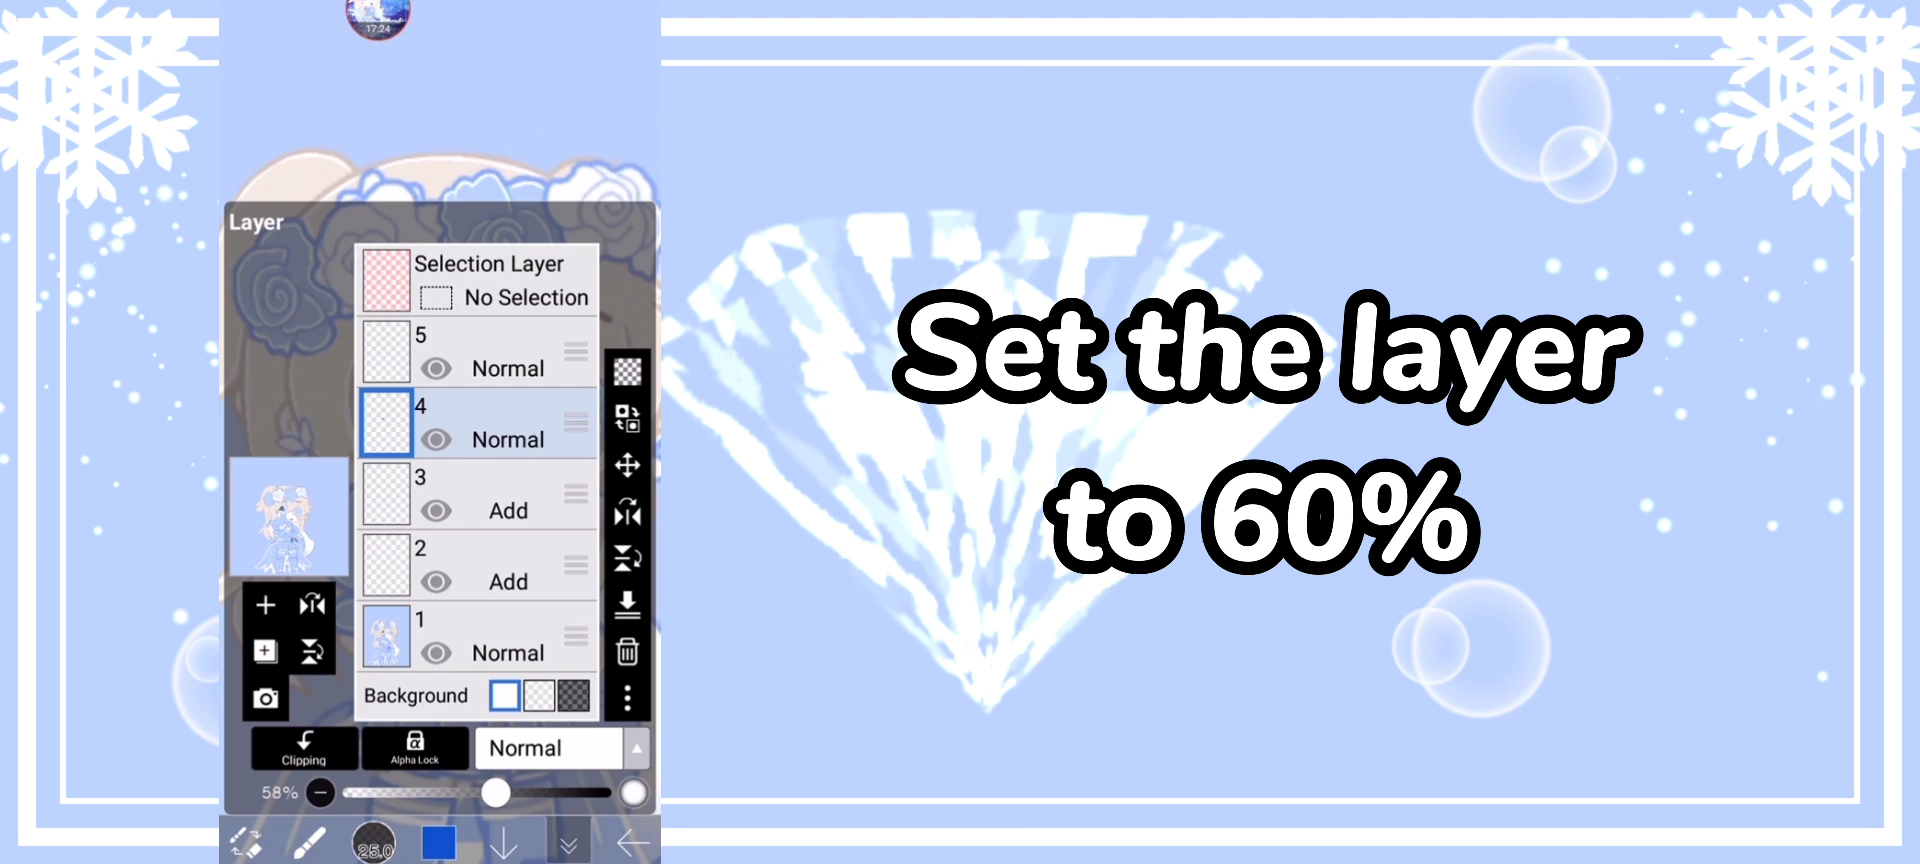 17:24
Layer
Selection Layer
No Selection
5
Normal
4
Normal
3
Add
2
Add
1
Normal
Background
Clipping
α
Alpha Lock
Normal
58%
25.0
Set the layer
to 60%